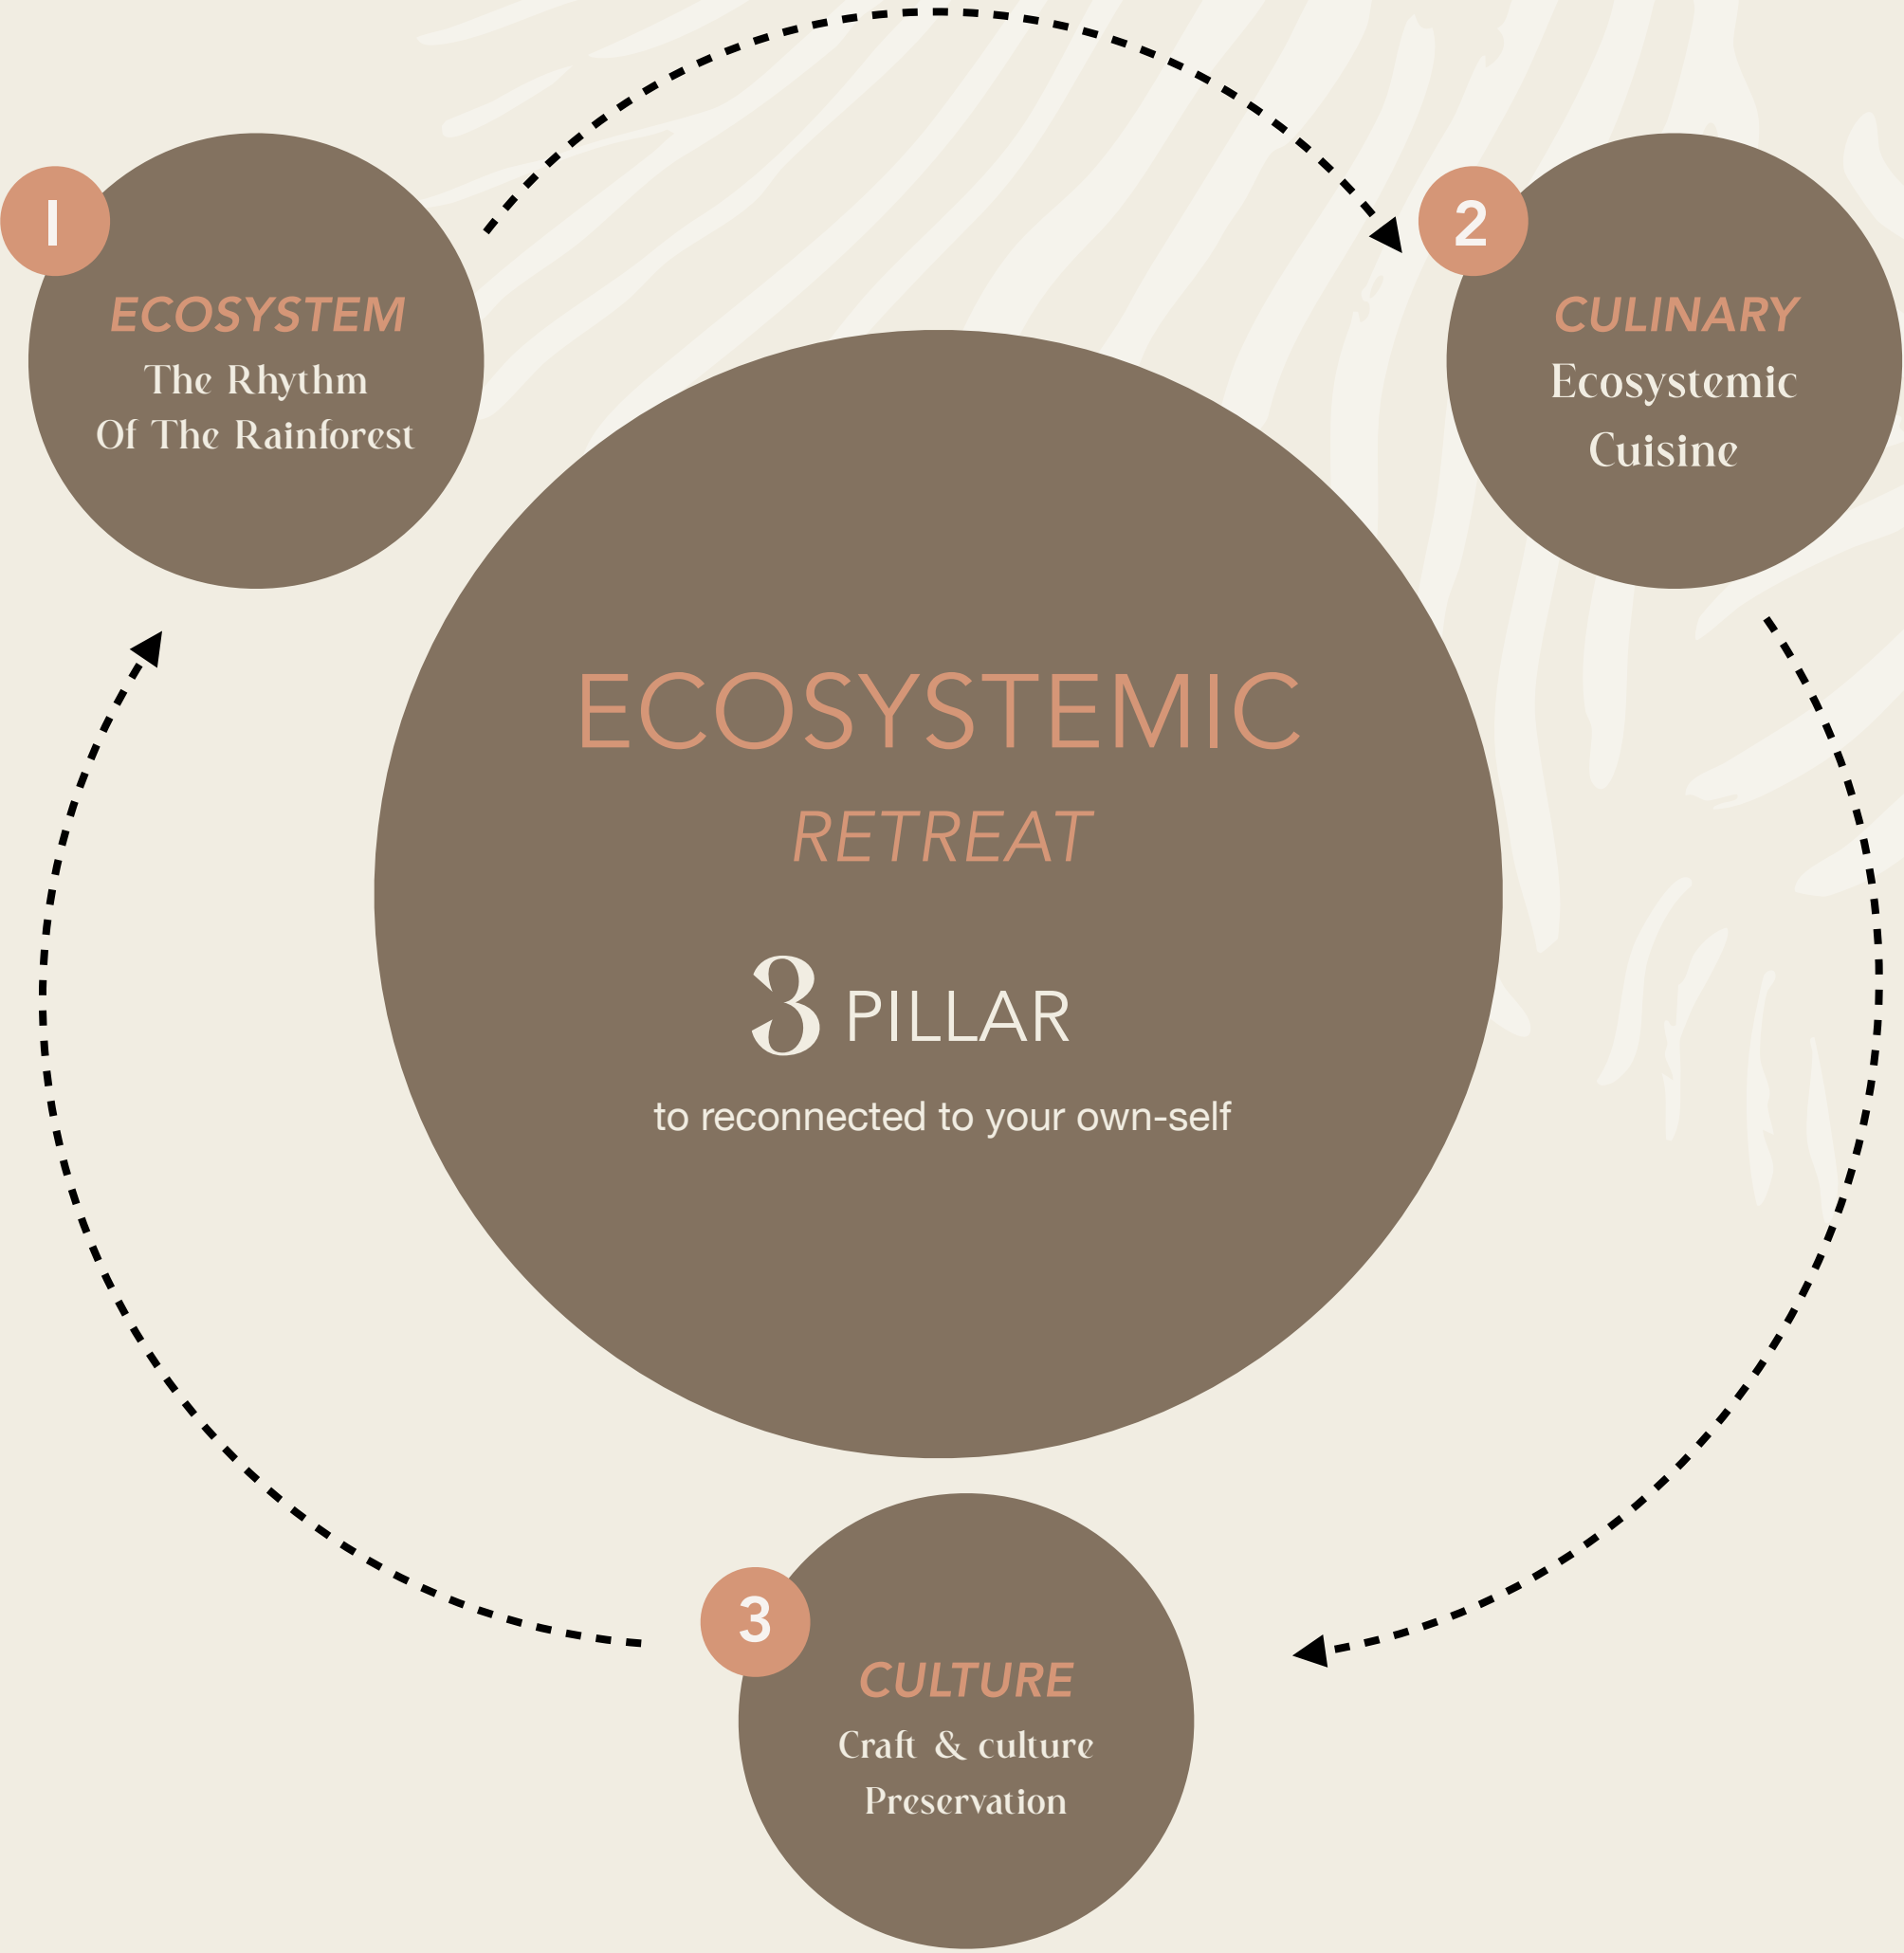 1
ECOSYSTEM
The Rhythm
Of The Rainforest
2
CULINARY
Ecosystemic
Cuisine
ECOSYSTEMIC
RETREAT
3 PILLAR
to reconnected to your own-self
3
CULTURE
Craft & culture
Preservation